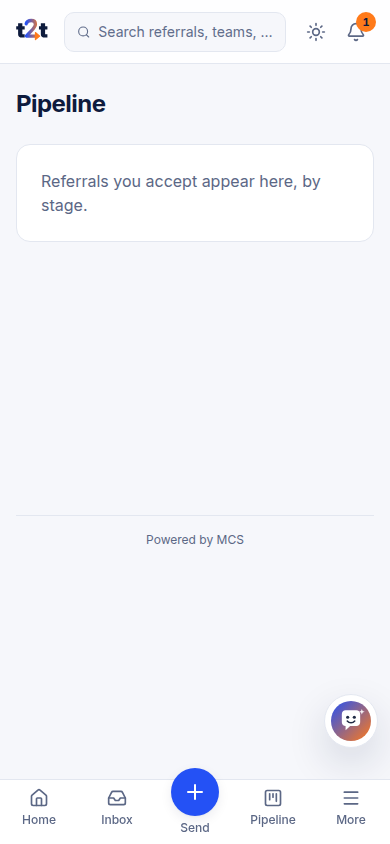 t2t
Search referrals, teams, ...
1
Pipeline
Referrals you accept appear here, by
stage.
Powered by MCS
Home
Inbox
Send
Pipeline
More